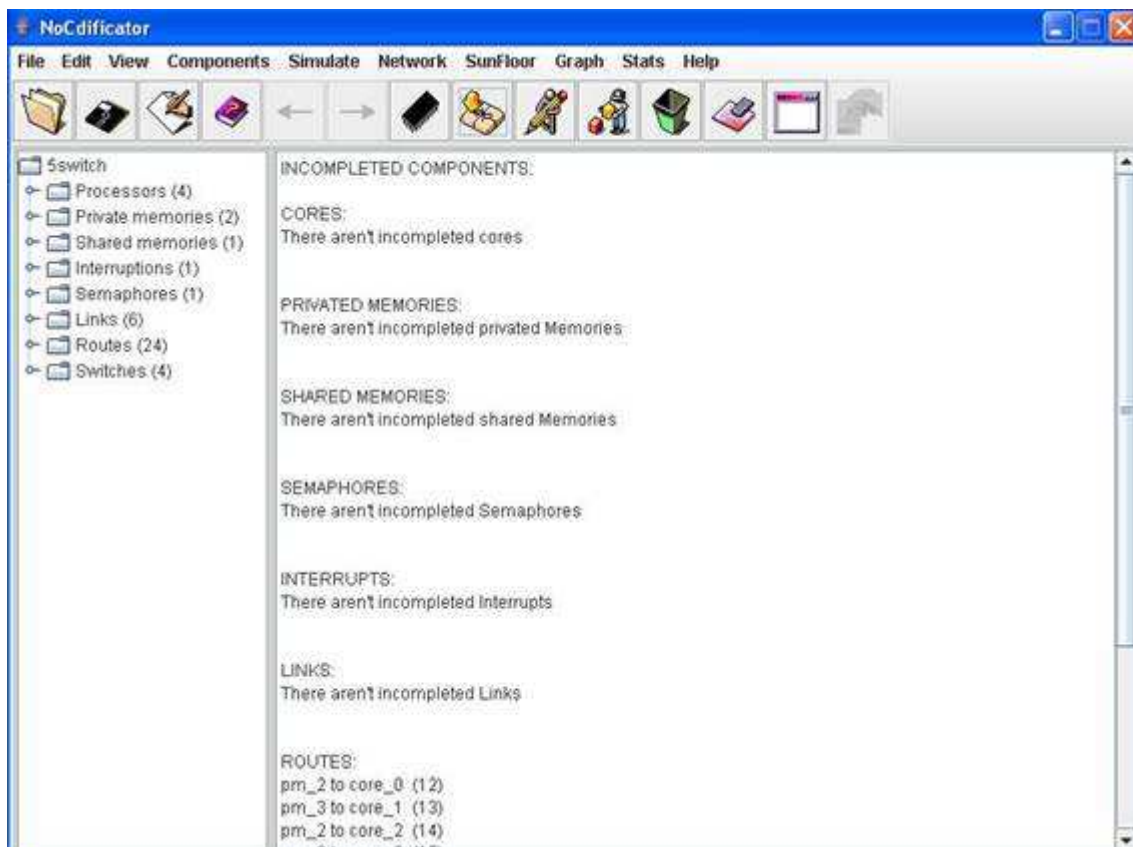 NoCdificator
File Edit View Components Simulate Network SunFloor Graph Stats Help
5switch
Processors (4)
Private memories (2)
Shared memories (1)
Interruptions (1)
Semaphores (1)
Links (6)
Routes (24)
Switches (4)
INCOMPLETED COMPONENTS:
CORES:
There aren't incompleted cores
PRIVATED MEMORIES:
There aren't incompleted privated Memories
SHARED MEMORIES:
There aren't incompleted shared Memories
SEMAPHORES:
There aren't incompleted Semaphores
INTERRUPTS:
There aren't incompleted Interrupts
LINKS:
There aren't incompleted Links
ROUTES:
pm_2 to core_0 (12)
pm_3 to core_1 (13)
pm_2 to core_2 (14)